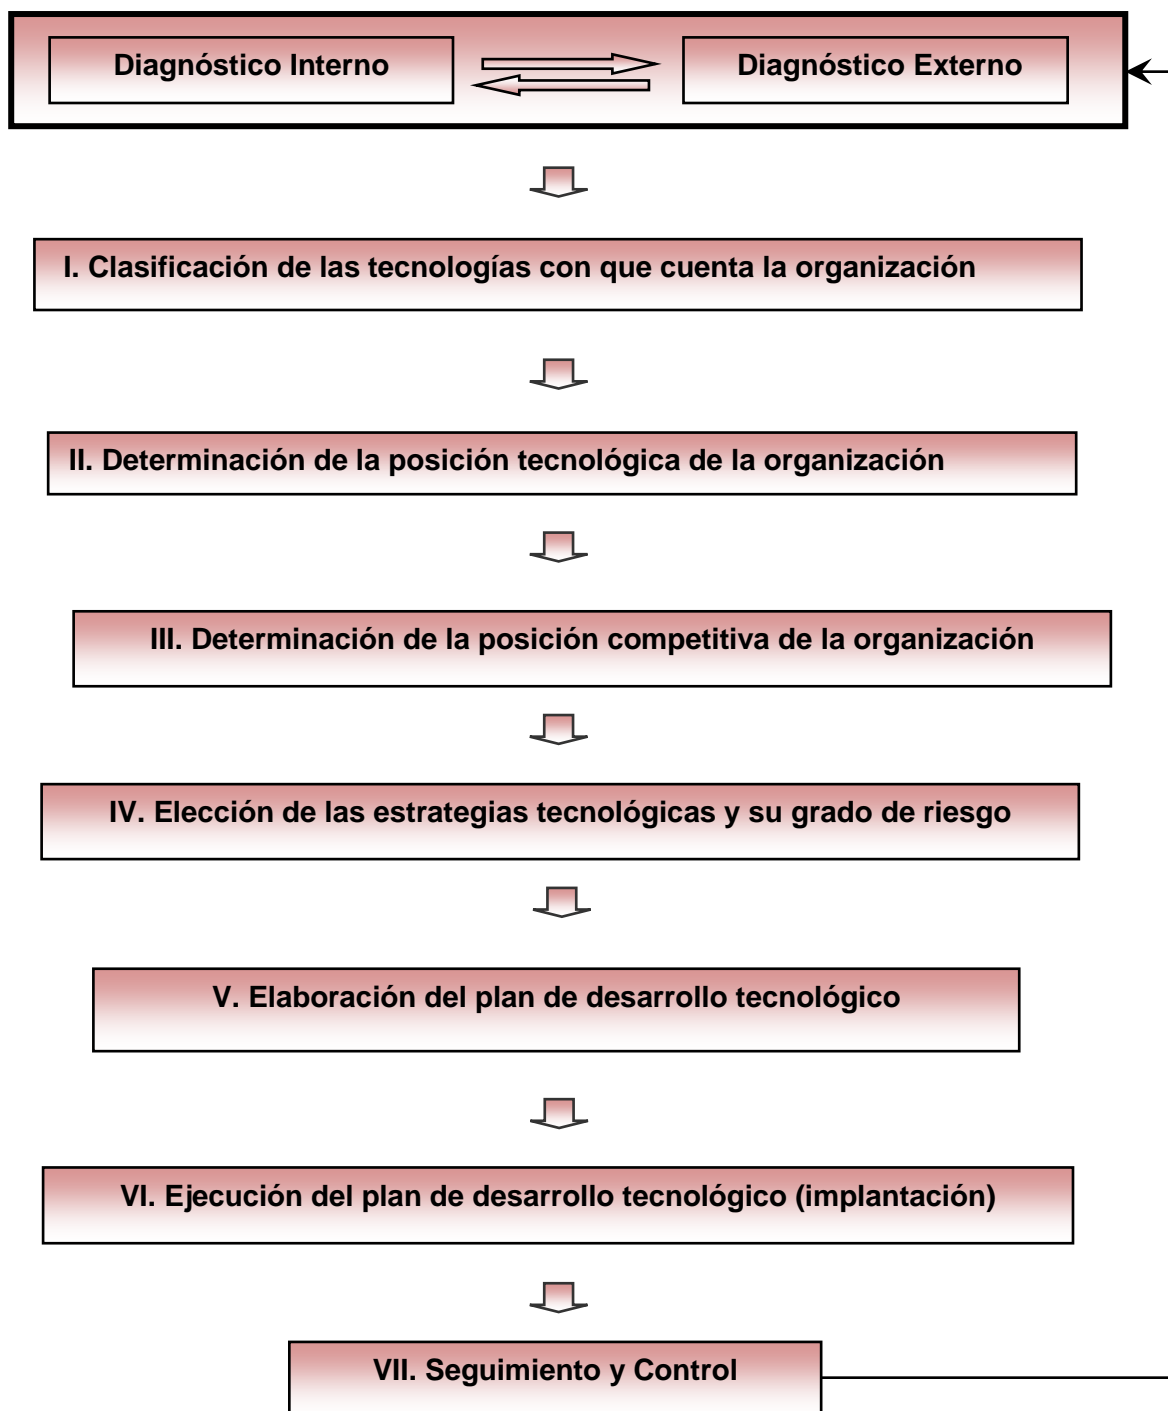 Diagnóstico Interno
Diagnóstico Externo
I. Clasificación de las tecnologías con que cuenta la organización
II. Determinación de la posición tecnológica de la organización
III. Determinación de la posición competitiva de la organización
IV. Elección de las estrategias tecnológicas y su grado de riesgo
V. Elaboración del plan de desarrollo tecnológico
VI. Ejecución del plan de desarrollo tecnológico (implantación)
VII. Seguimiento y Control